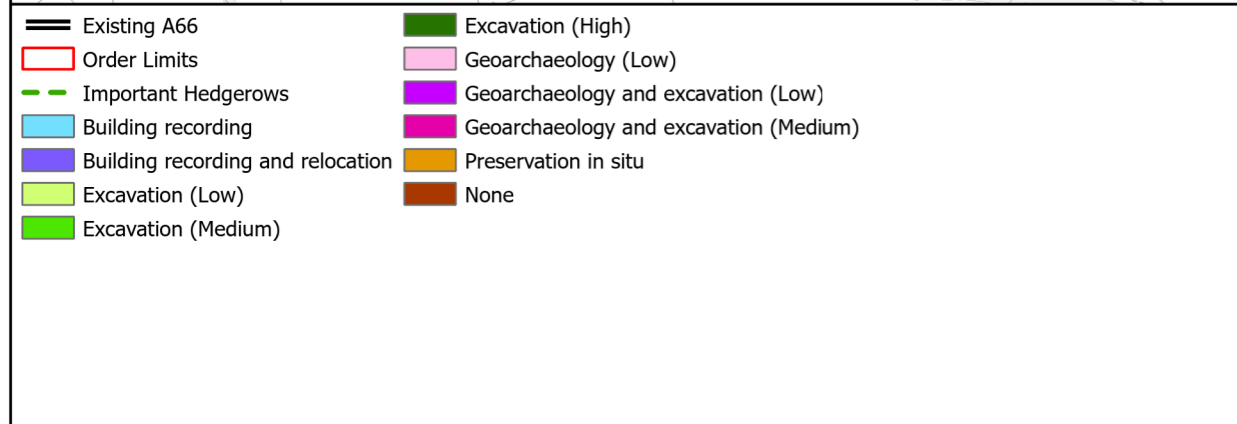 Existing A66
Order Limits
Important Hedgerows
Building recording
Building recording and relocation
Excavation (Low)
Excavation (Medium)
Excavation (High)
Geoarchaeology (Low)
Geoarchaeology and excavation (Low)
Geoarchaeology and excavation (Medium)
Preservation in situ
None